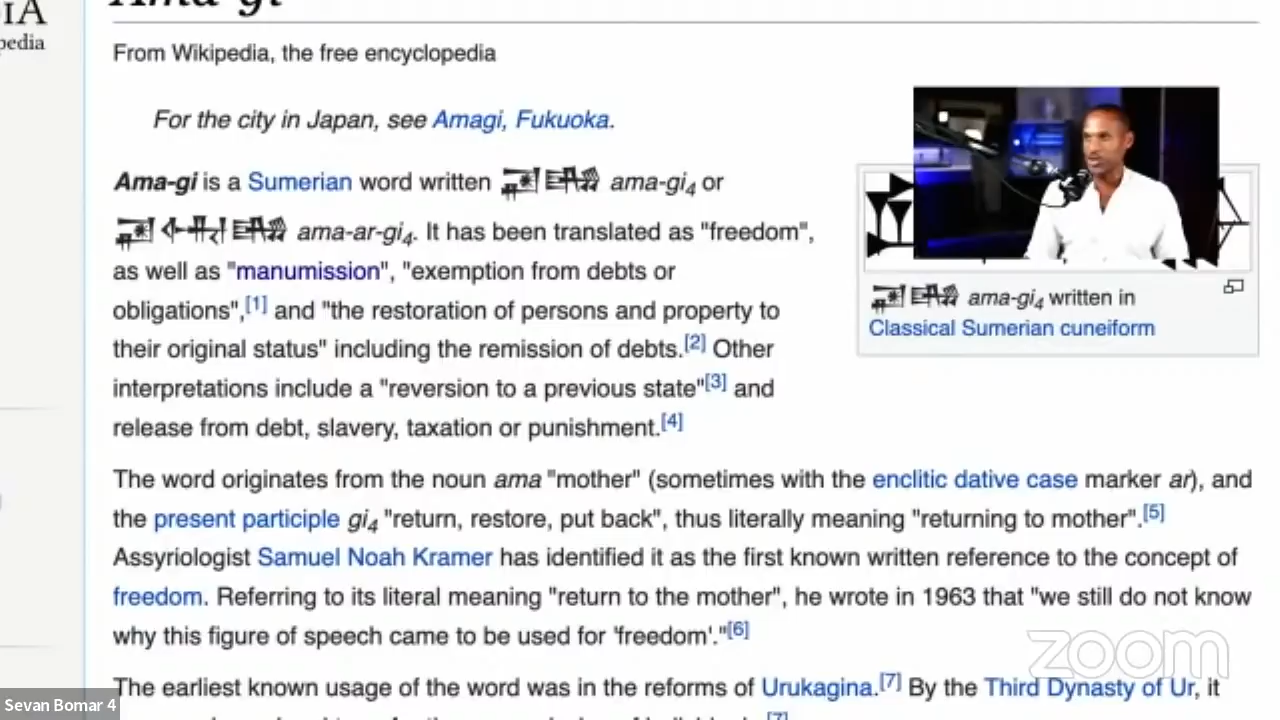 IA
pedia
Ama-gi
From Wikipedia, the free encyclopedia
For the city in Japan, see Amagi, Fukuoka.
Ama-gi is a Sumerian word written ama-gi4 or
ama-ar-gi4. It has been translated as "freedom",
as well as "manumission", "exemption from debts or
obligations",[1] and "the restoration of persons and property to
their original status" including the remission of debts.[2] Other
interpretations include a "reversion to a previous state"[3] and
release from debt, slavery, taxation or punishment.[4]
ama-gi4 written in
Classical Sumerian cuneiform
The word originates from the noun ama "mother" (sometimes with the enclitic dative case marker ar), and
the present participle gi4 "return, restore, put back", thus literally meaning "returning to mother".[5]
Assyriologist Samuel Noah Kramer has identified it as the first known written reference to the concept of
freedom. Referring to its literal meaning "return to the mother", he wrote in 1963 that "we still do not know
why this figure of speech came to be used for 'freedom'."[6]
The earliest known usage of the word was in the reforms of Urukagina.[7] By the Third Dynasty of Ur, it
[7]
zoom
Sevan Bomar 4